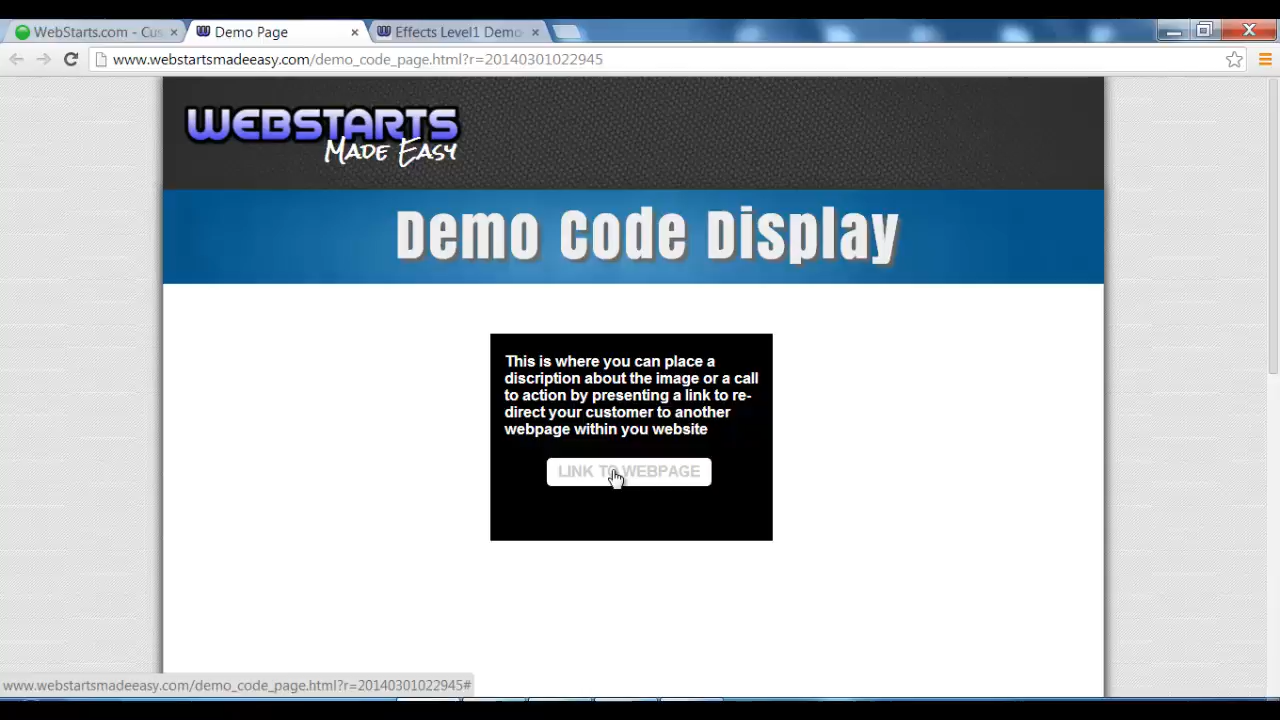 WebStarts.com - Cus
Demo Page
Effects Level1 Demo
www.webstartsmadeeasy.com/demo_code_page.html?r=20140301022945
WEBSTARTS
MADE EASY
Demo Code Display
This is where you can place a
discription about the image or a call
to action by presenting a link to re-
direct your customer to another
webpage within you website
LINK TO WEBPAGE
www.webstartsmadeeasy.com/demo_code_page.html?r=20140301022945#